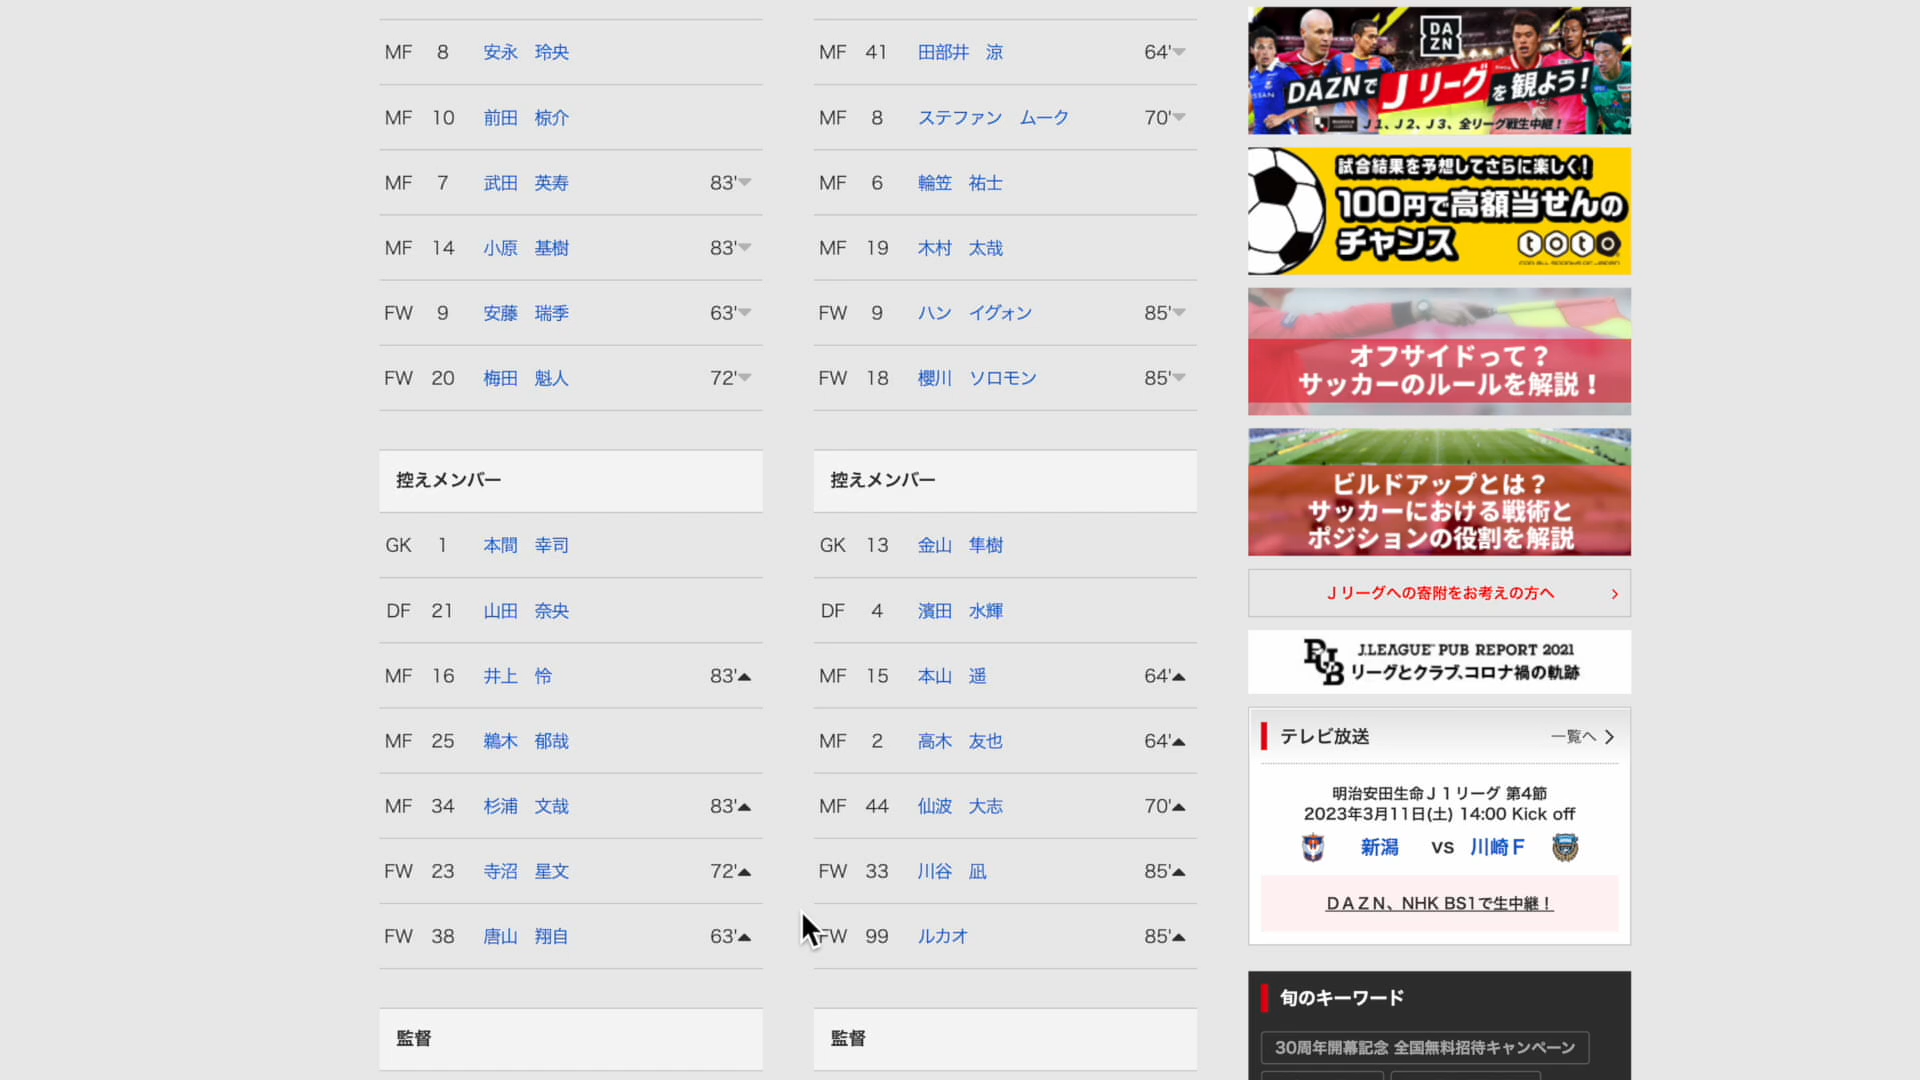 MF 8 安永 玲央
MF 10 前田 椋介
MF 7 武田 英寿 83'
MF 14 小原 基樹 83'
FW 9 安藤 瑞季 63'
FW 20 梅田 魁人 72'
控えメンバー
GK 1 本間 幸司
DF 21 山田 奈央
MF 16 井上 怜 83'
MF 25 鵜木 郁哉
MF 34 杉浦 文哉 83'
FW 23 寺沼 星文 72'
FW 38 唐山 翔自 63'
監督
MF 41 田部井 涼 64'
MF 8 ステファン ムーク 70'
MF 6 輪笠 祐士
MF 19 木村 太哉
FW 9 ハン イグォン 85'
FW 18 櫻川 ソロモン 85'
控えメンバー
GK 13 金山 隼樹
DF 4 濱田 水輝
MF 15 本山 遥 64'
MF 2 高木 友也 64'
MF 44 仙波 大志 70'
FW 33 川谷 凪 85'
FW 99 ルカオ 85'
監督
DAZN
DAZNでJリーグを観よう!
J1、J2、J3、全リーグ戦生中継!
試合結果を予想してさらに楽しく!
100円で高額当せんの
チャンス toto
オフサイドって?
サッカーのルールを解説!
ビルドアップとは?
サッカーにおける戦術と
ポジションの役割を解説
Jリーグへの寄附をお考えの方へ
PUB J.LEAGUE PUB REPORT 2021
リーグとクラブ、コロナ禍の軌跡
テレビ放送 一覧へ
明治安田生命J1リーグ 第4節
2023年3月11日(土) 14:00 Kick off
新潟 vs 川崎F
DAZN、NHK BS1で生中継!
旬のキーワード
30周年開幕記念 全国無料招待キャンペーン